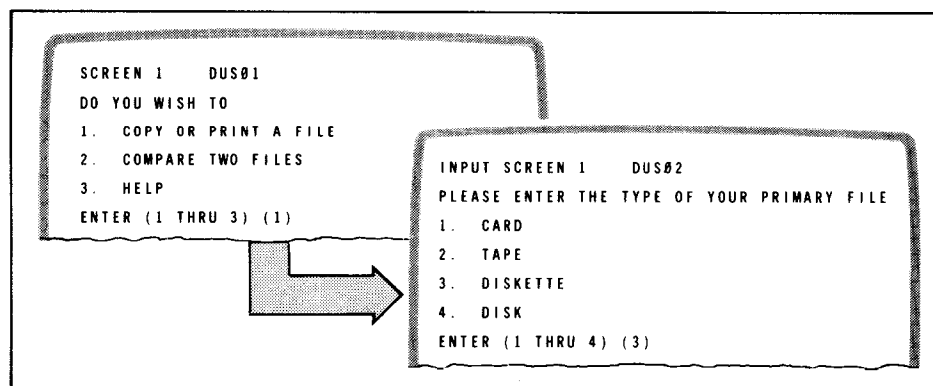 SCREEN 1 DUSØ1
DO YOU WISH TO
1. COPY OR PRINT A FILE
2. COMPARE TWO FILES
3. HELP
ENTER (1 THRU 3) (1)
INPUT SCREEN 1 DUSØ2
PLEASE ENTER THE TYPE OF YOUR PRIMARY FILE
1. CARD
2. TAPE
3. DISKETTE
4. DISK
ENTER (1 THRU 4) (3)